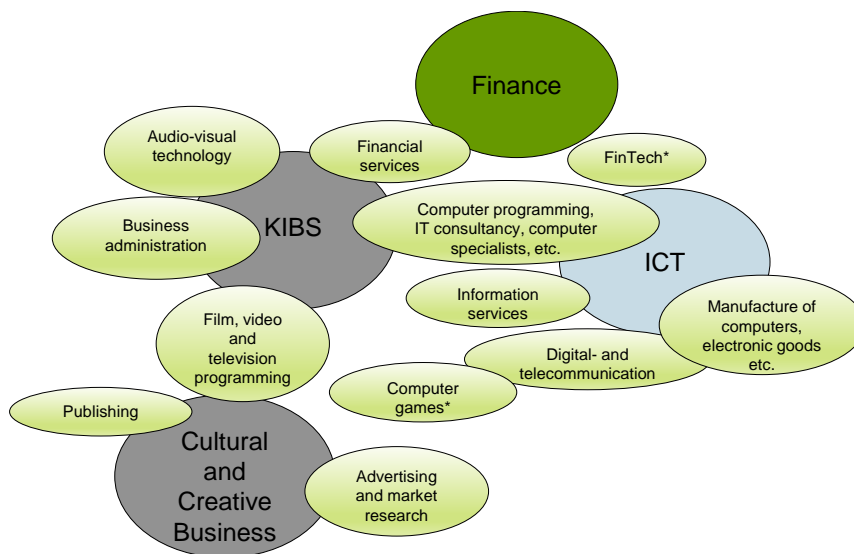 Finance
Audio-visual
technology
Financial
services
FinTech*
KIBS
Computer programming,
IT consultancy, computer
specialists, etc.
Business
administration
ICT
Information
services
Manufacture of
computers,
electronic goods
etc.
Film, video
and
television
programming
Digital- and
telecommunication
Computer
games*
Publishing
Cultural
and
Creative
Business
Advertising
and market
research